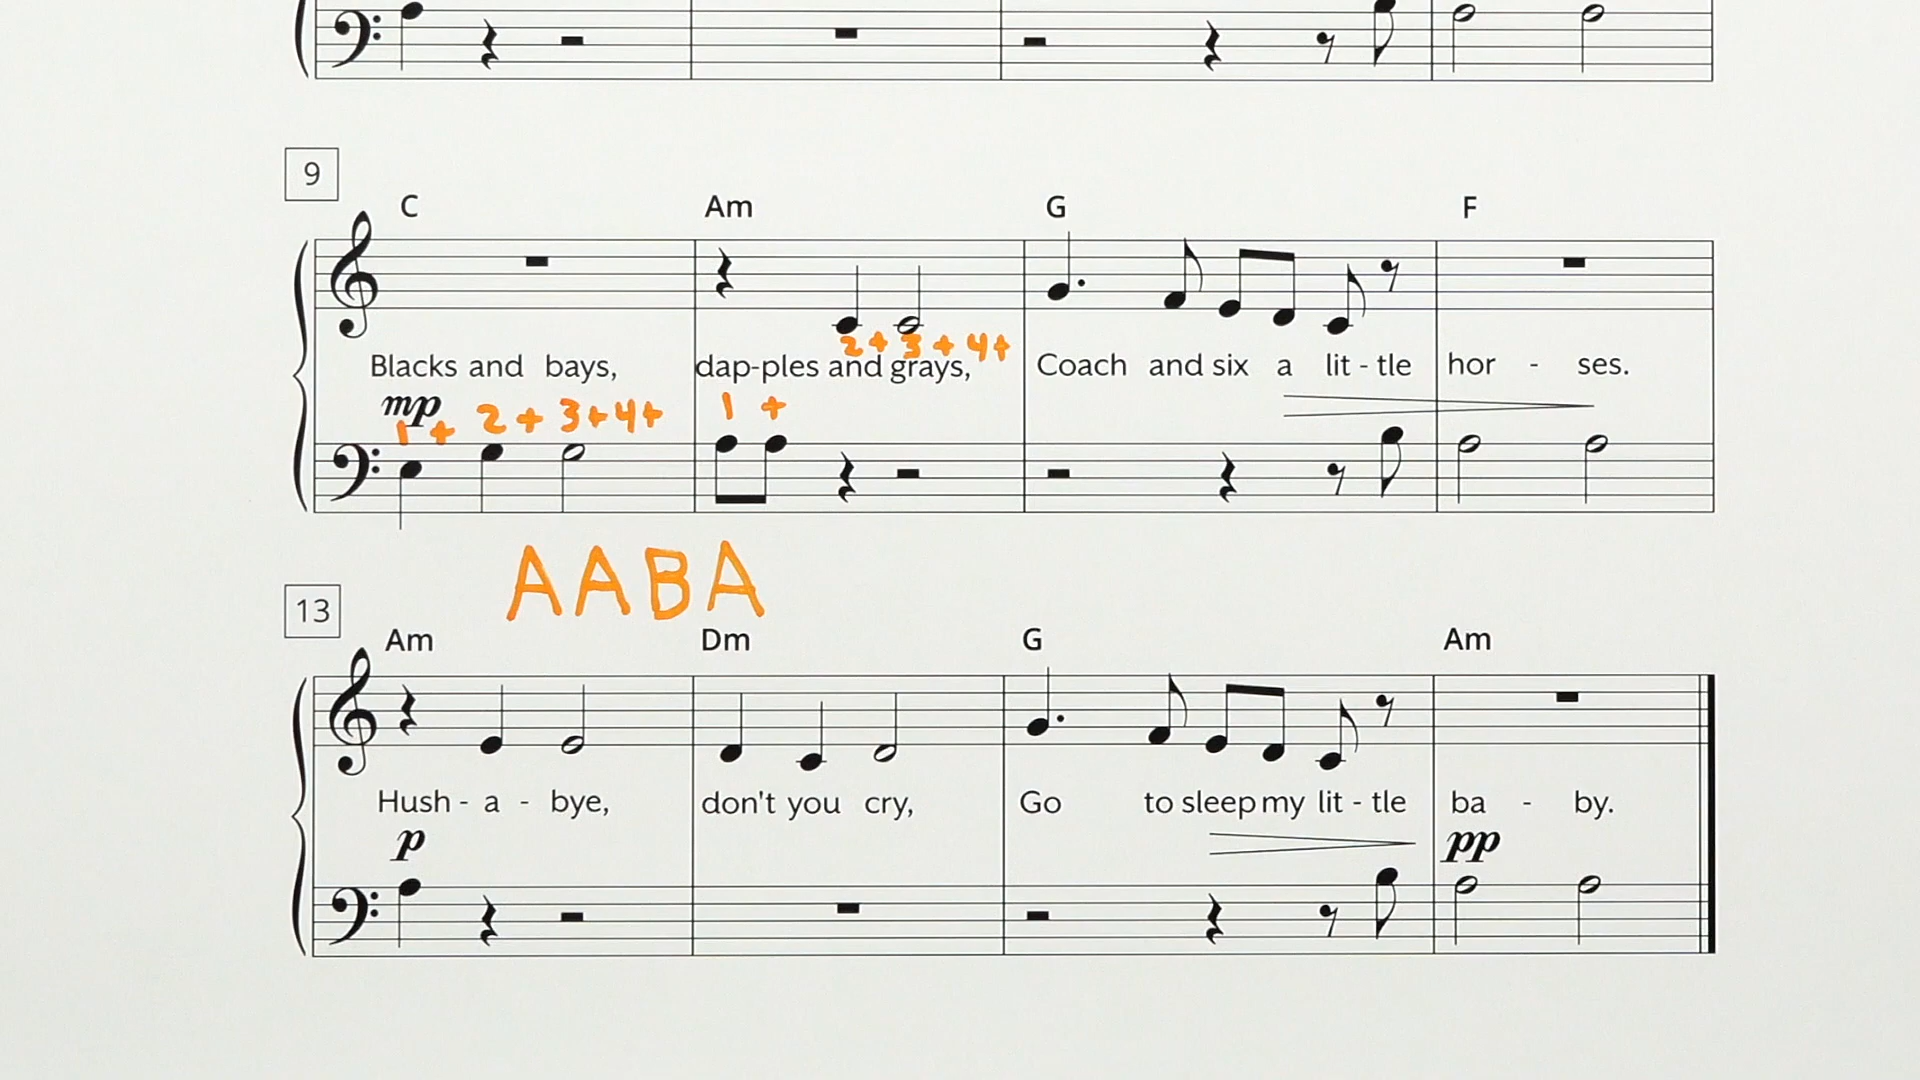 9
C Am G F
2 + 3 + 4 +
Blacks and bays, dap-ples and grays, Coach and six a lit - tle hor - ses.
mp
1 + 2 + 3 + 4 + 1 +
AABA
13
Am Dm G Am
Hush - a - bye, don't you cry, Go to sleep my lit - tle ba - by.
p pp